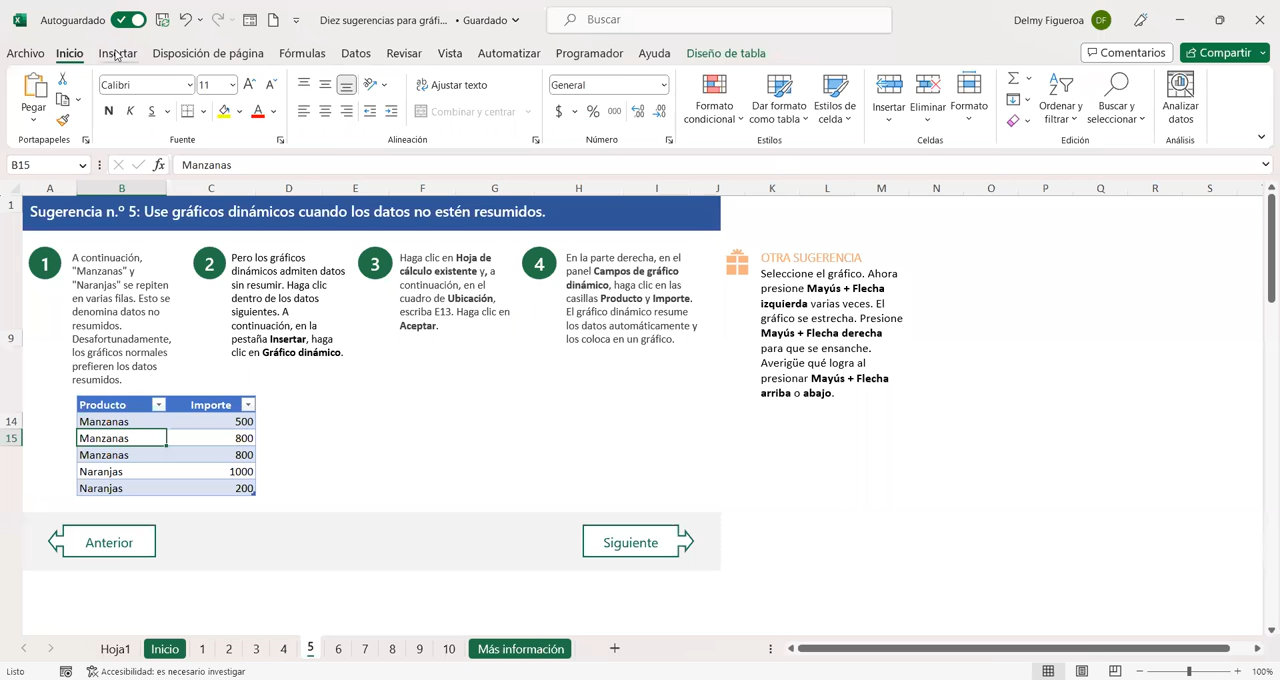 Autoguardado
Diez sugerencias para gráfi... • Guardado
Buscar
Delmy Figueroa DF
Archivo Inicio Insertar Disposición de página Fórmulas Datos Revisar Vista Automatizar Programador Ayuda Diseño de tabla
Comentarios Compartir
Pegar
Portapapeles
Calibri 11
N K S
Fuente
Ajustar texto
Combinar y centrar
Alineación
General
$ % 000
Número
Formato condicional
Dar formato como tabla
Estilos de celda
Estilos
Insertar Eliminar Formato
Celdas
Ordenar y filtrar
Buscar y seleccionar
Edición
Analizar datos
Análisis
B15 fx Manzanas
A B C D E F G H I J K L M N O P Q R S
1
9
14
15
Sugerencia n.º 5: Use gráficos dinámicos cuando los datos no estén resumidos.
1
A continuación,
"Manzanas" y
"Naranjas" se repiten
en varias filas. Esto se
denomina datos no
resumidos.
Desafortunadamente,
los gráficos normales
prefieren los datos
resumidos.
2
Pero los gráficos
dinámicos admiten datos
sin resumir. Haga clic
dentro de los datos
siguientes. A
continuación, en la
pestaña Insertar, haga
clic en Gráfico dinámico.
3
Haga clic en Hoja de
cálculo existente y, a
continuación, en el
cuadro de Ubicación,
escriba E13. Haga clic en
Aceptar.
4
En la parte derecha, en el
panel Campos de gráfico
dinámico, haga clic en las
casillas Producto y Importe.
El gráfico dinámico resume
los datos automáticamente y
los coloca en un gráfico.
OTRA SUGERENCIA
Seleccione el gráfico. Ahora
presione Mayús + Flecha
izquierda varias veces. El
gráfico se estrecha. Presione
Mayús + Flecha derecha
para que se ensanche.
Averigüe qué logra al
presionar Mayús + Flecha
arriba o abajo.
Producto Importe
Manzanas 500
Manzanas 800
Manzanas 800
Naranjas 1000
Naranjas 200
Anterior
Siguiente
Hoja1 Inicio 1 2 3 4 5 6 7 8 9 10 Más información
Listo
Accesibilidad: es necesario investigar
100%